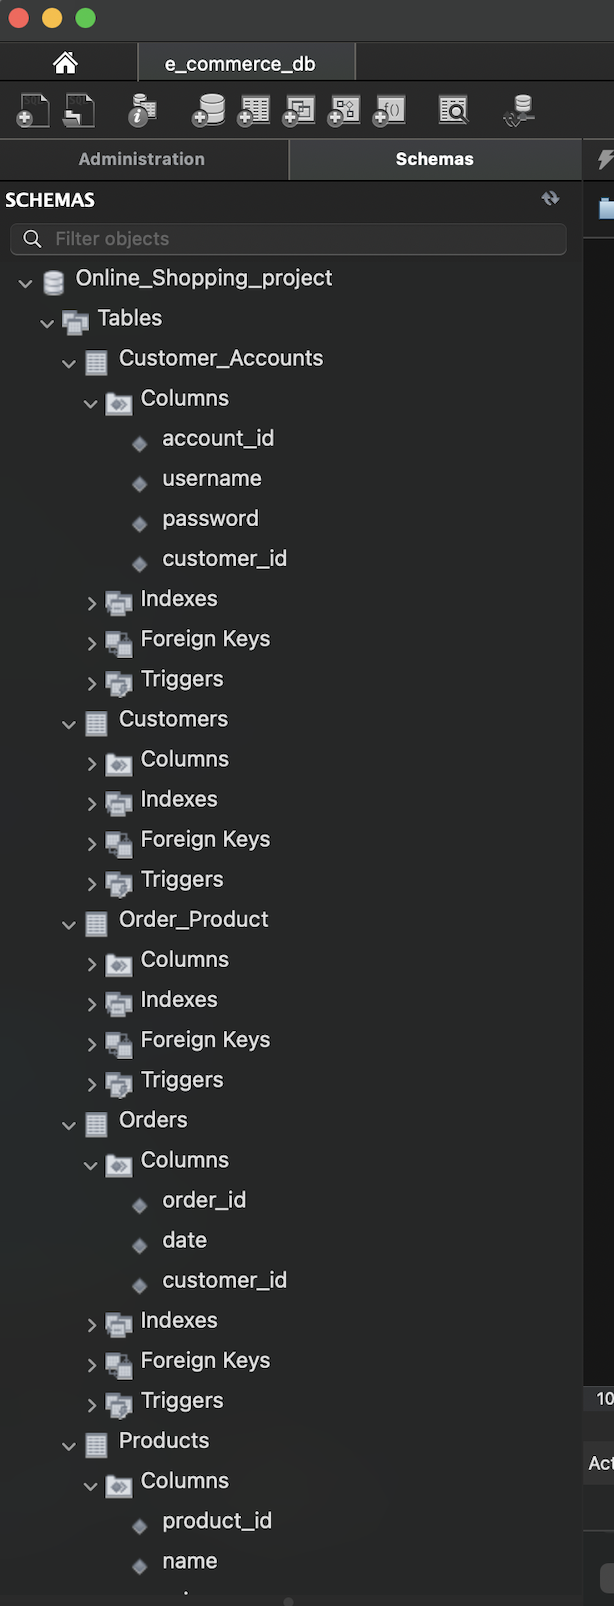 e_commerce_db
Administration
Schemas
SCHEMAS
Filter objects
Online_Shopping_project
Tables
Customer_Accounts
Columns
account_id
username
password
customer_id
Indexes
Foreign Keys
Triggers
Customers
Columns
Indexes
Foreign Keys
Triggers
Order_Product
Columns
Indexes
Foreign Keys
Triggers
Orders
Columns
order_id
date
customer_id
Indexes
Foreign Keys
Triggers
10
Products
Columns
Act
product_id
name